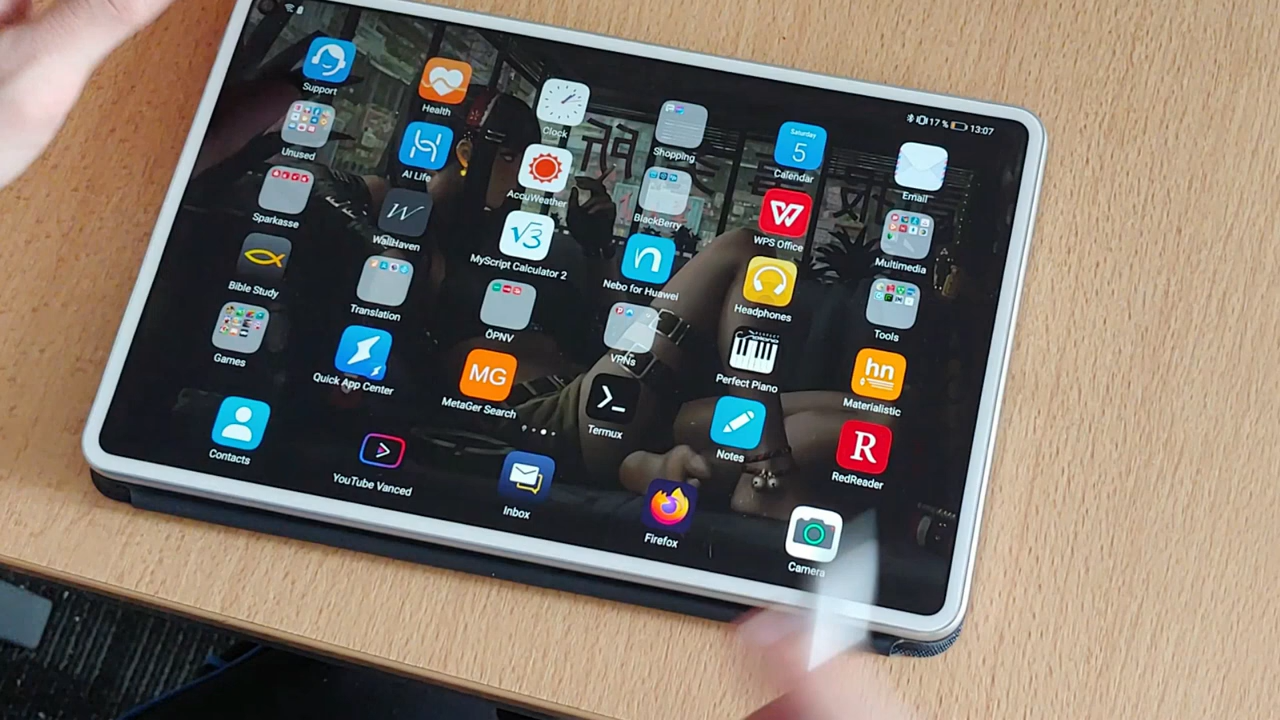 17 % 13:07
Support
Health
Clock
Shopping
Saturday
5
Calendar
Email
Unused
AI Life
AccuWeather
BlackBerry
WPS Office
Multimedia
Sparkasse
W
WallHaven
√3
MyScript Calculator 2
n
Nebo for Huawei
Headphones
Tools
Bible Study
Translation
ÖPNV
VPNs
Perfect Piano
hn
Materialistic
Games
Quick App Center
MG
MetaGer Search
>_
Termux
Notes
R
RedReader
Contacts
YouTube Vanced
Inbox
Firefox
Camera